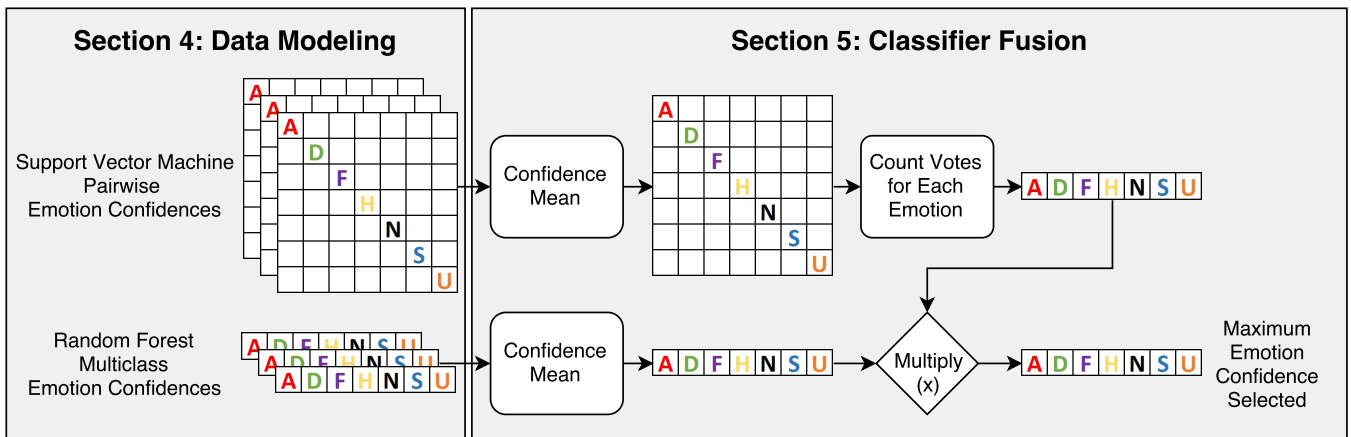 Section 4: Data Modeling
Support Vector Machine
Pairwise
Emotion Confidences
A
A
A
D
F
H
N
S
U
Random Forest
Multiclass
Emotion Confidences
A D F H N S U
A D F H N S U
A D F H N S U
Section 5: Classifier Fusion
Confidence
Mean
A
D
F
H
N
S
U
Count Votes
for Each
Emotion
A D F H N S U
Confidence
Mean
A D F H N S U
Multiply
(x)
A D F H N S U
Maximum
Emotion
Confidence
Selected